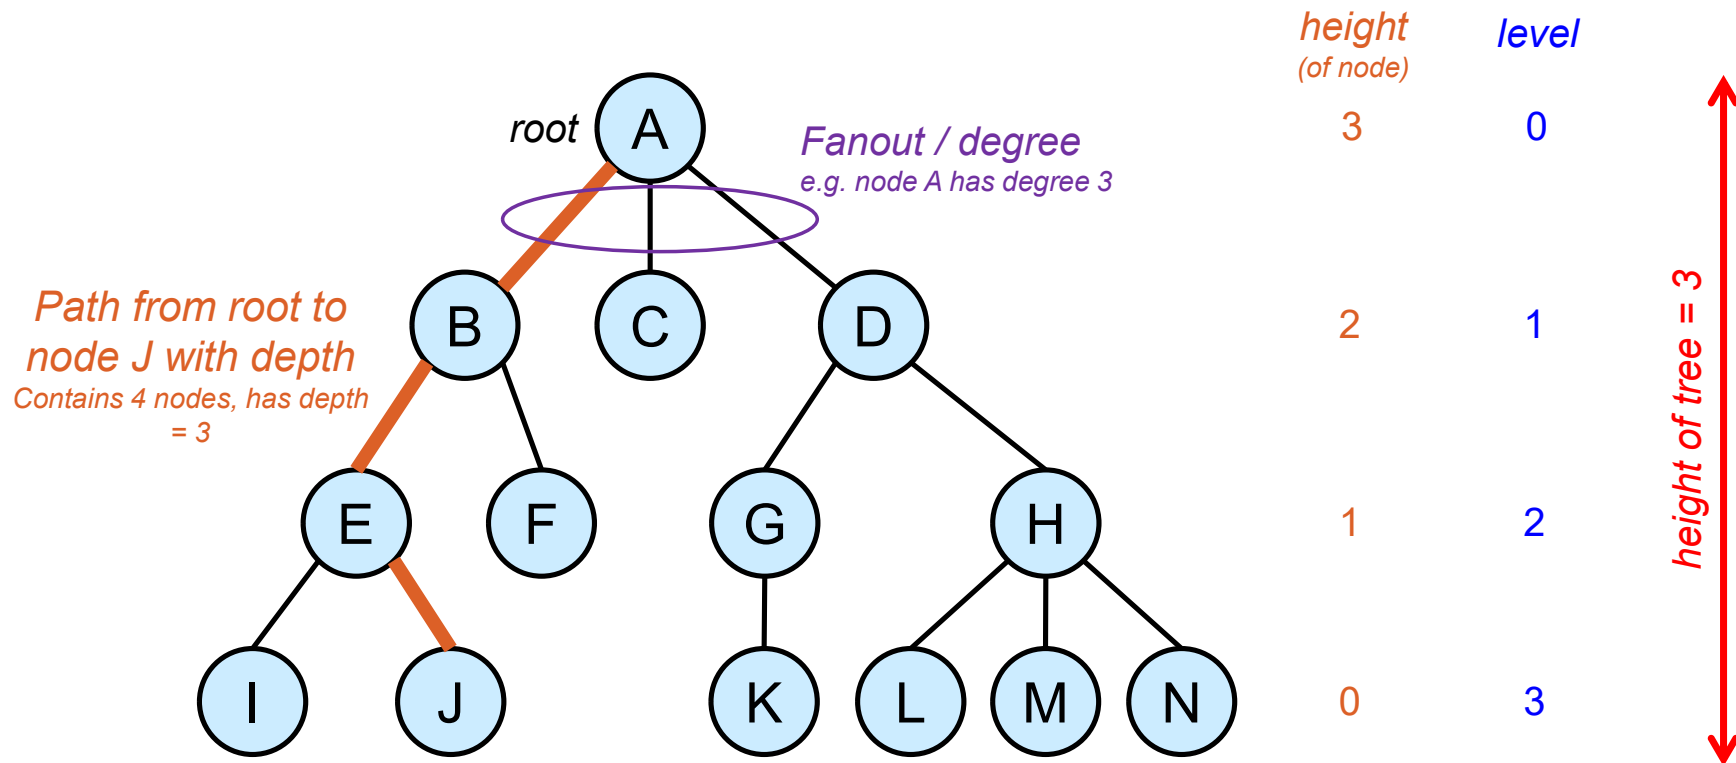 height
(of node)
level
root
A
3
0
Fanout / degree
e.g. node A has degree 3
Path from root to
node J with depth
Contains 4 nodes, has depth
= 3
B
C
D
2
1
height of tree = 3
E
F
G
H
1
2
I
J
K
L
M
N
0
3